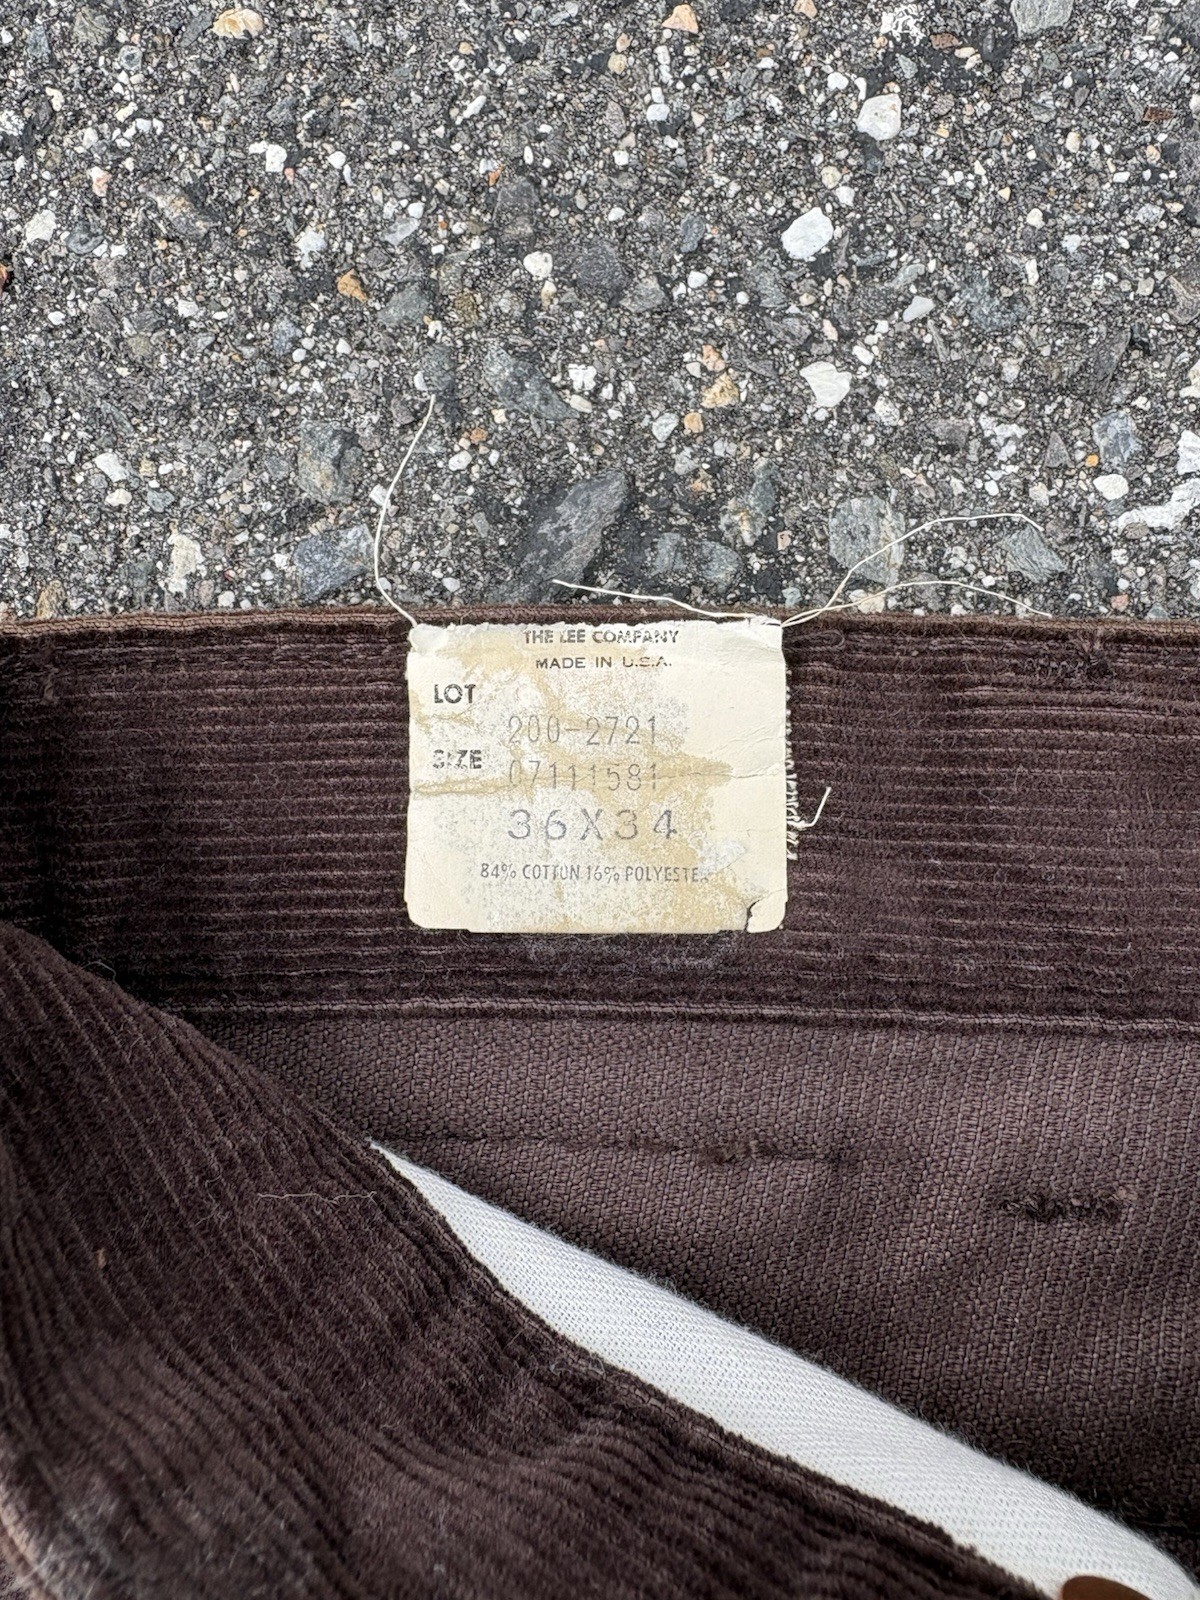 THE LEE COMPANY
MADE IN U.S.A.
LOT
200-2721
SIZE
07111581
36X34
84% COTTON 16% POLYESTER